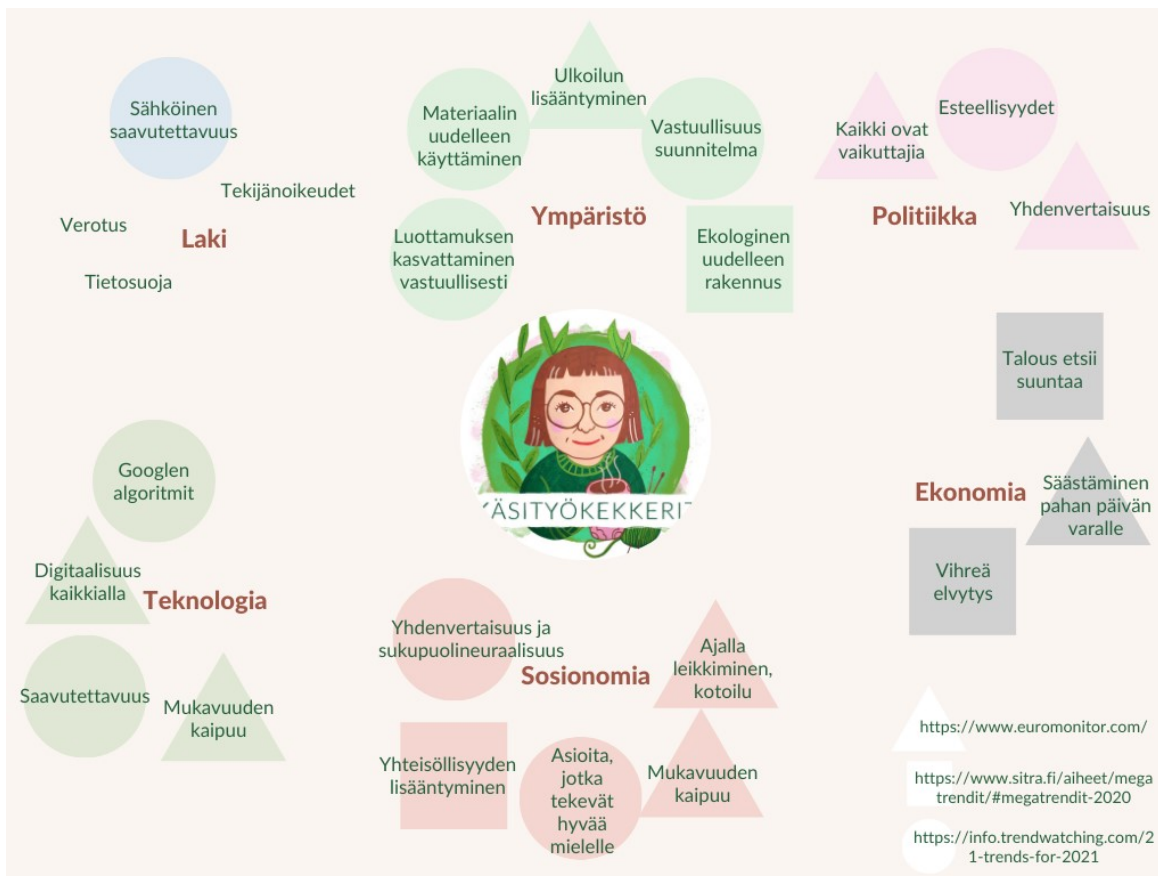 Sähköinen
saavutettavuus
Tekijänoikeudet
Verotus
Laki
Tietosuoja
Ulkoilun
lisääntyminen
Materiaalin
uudelleen
käyttäminen
Vastuullisuus
suunnitelma
Ympäristö
Luottamuksen
kasvattaminen
vastuullisesti
Ekologinen
uudelleen
rakennus
Esteellisyydet
Kaikki ovat
vaikuttajia
Politiikka
Yhdenvertaisuus
KÄSITYÖKEKKERIT
Talous etsii
suuntaa
Ekonomia
Säästäminen
pahan päivän
varalle
Vihreä
elvytys
Googlen
algoritmit
Digitaalisuus
kaikkialla
Teknologia
Saavutettavuus
Mukavuuden
kaipuu
Yhdenvertaisuus ja
sukupuolineuraalisuus
Sosionomia
Ajalla
leikkiminen,
kotoilu
Yhteisöllisyyden
lisääntyminen
Asioita,
jotka
tekevät
hyvää
mielelle
Mukavuuden
kaipuu
https://www.euromonitor.com/
https://www.sitra.fi/aiheet/mega
trendit/#megatrendit-2020
https://info.trendwatching.com/2
1-trends-for-2021